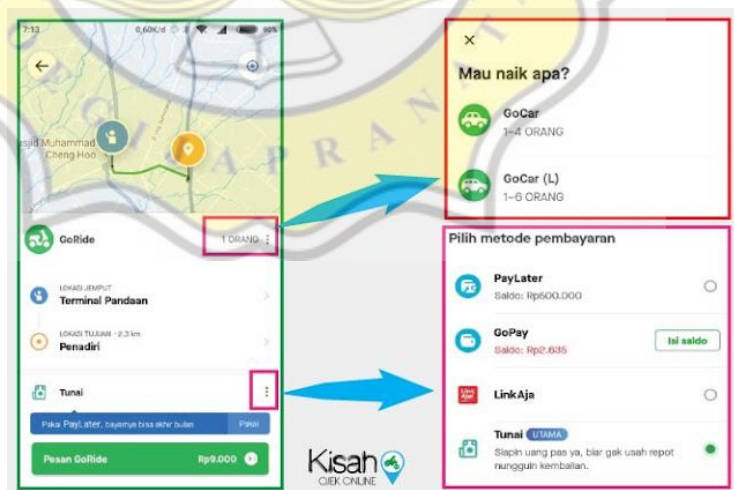 7:13
0,60K/d
90%
Masjid Muhammad
Cheng Hoo
GoRide
1 ORANG
LOKASI JEMPUT
Terminal Pandaan
LOKASI TUJUAN · 2,3 km
Penadiri
Tunai
Pakai PayLater, bayarnya bisa akhir bulan
Pakai
Pesan GoRide
Rp9.000
Mau naik apa?
GoCar
1-4 ORANG
GoCar (L)
1-6 ORANG
Pilih metode pembayaran
PayLater
Saldo: Rp500.000
GoPay
Saldo: Rp2.635
Isi saldo
LinkAja
Tunai UTAMA
Siapin uang pas ya, biar gak usah repot
nungguin kembalian.
Kisah
OJEK ONLINE